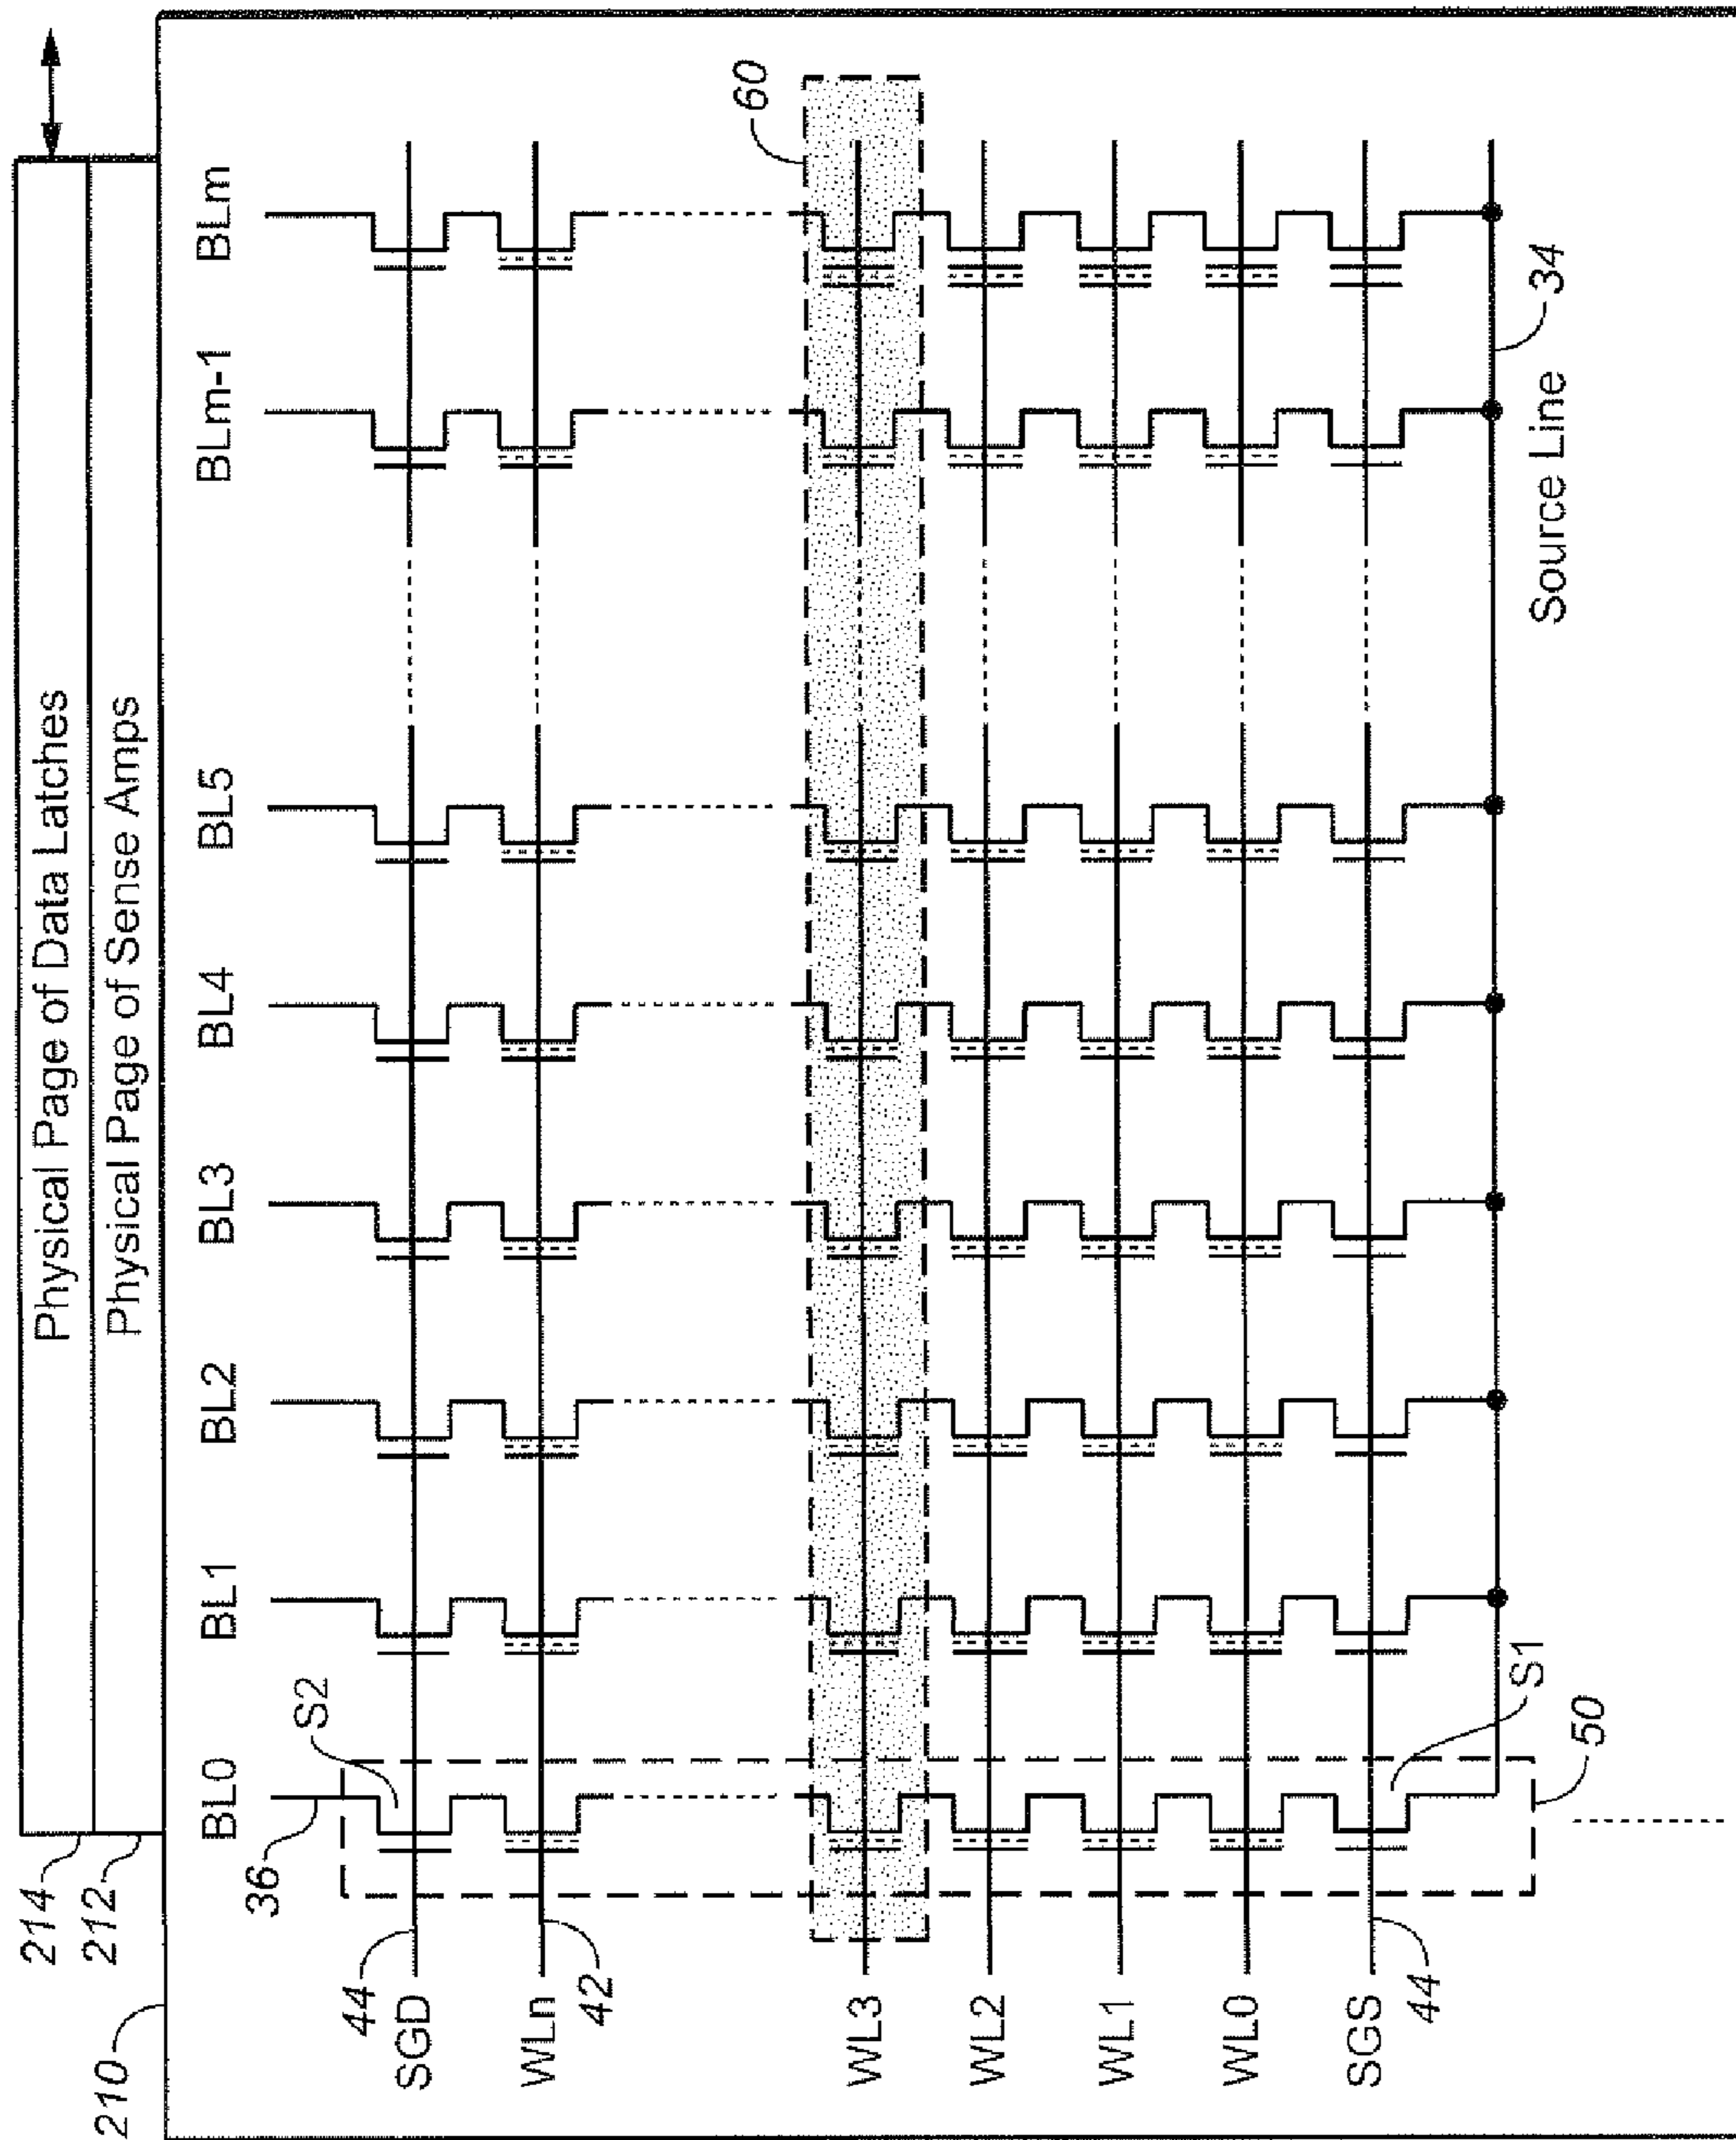 Physical Page of Data Latches
Physical Page of Sense Amps
214
212
210
BL0
BL1
BL2
BL3
BL4
BL5
BLm-1
BLm
36
S2
60
44
SGD
WLn
42
WL3
WL2
WL1
WL0
SGS
44
S1
50
Source Line
34